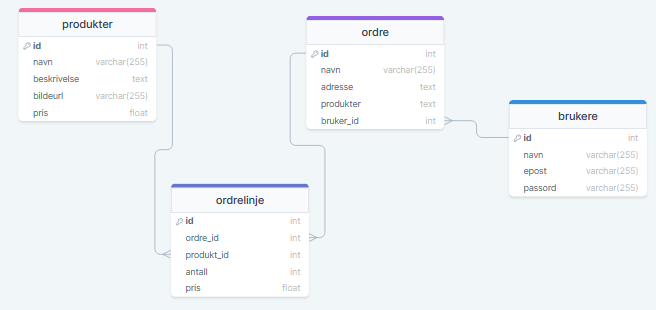 produkter
id int
navn varchar(255)
beskrivelse text
bildeurl varchar(255)
pris float
ordre
id int
navn varchar(255)
adresse text
produkter text
bruker_id int
brukere
id int
navn varchar(255)
epost varchar(255)
passord varchar(255)
ordrelinje
id int
ordre_id int
produkt_id int
antall int
pris float